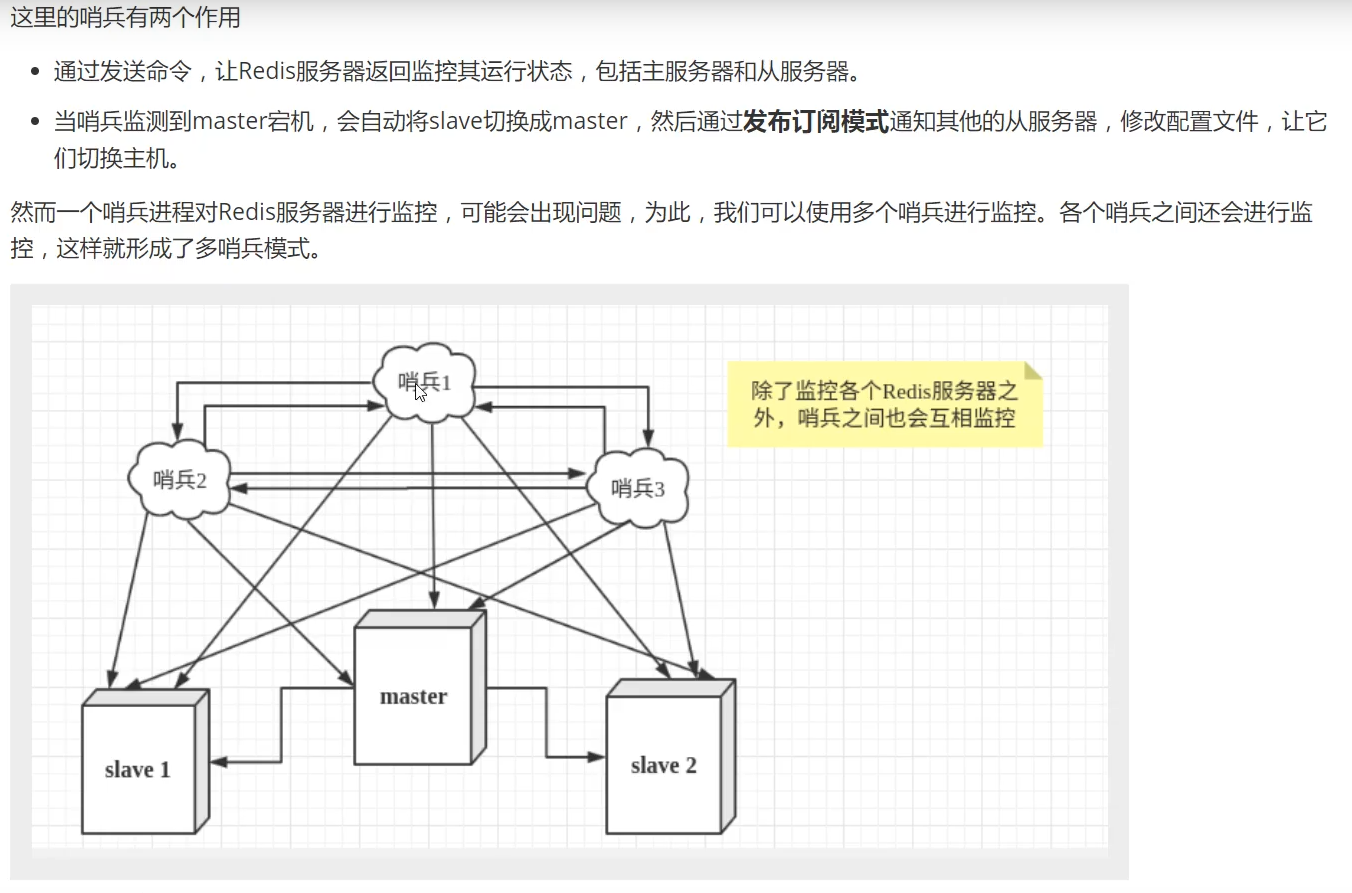 这里的哨兵有两个作用
通过发送命令，让Redis服务器返回监控其运行状态，包括主服务器和从服务器。
当哨兵监测到master宕机，会自动将slave切换成master，然后通过发布订阅模式通知其他的从服务器，修改配置文件，让它
们切换主机。
然而一个哨兵进程对Redis服务器进行监控，可能会出现问题，为此，我们可以使用多个哨兵进行监控。各个哨兵之间还会进行监
控，这样就形成了多哨兵模式。
哨兵1
除了监控各个Redis服务器之
外，哨兵之间也会互相监控
哨兵2
哨兵3
master
slave 1
slave 2